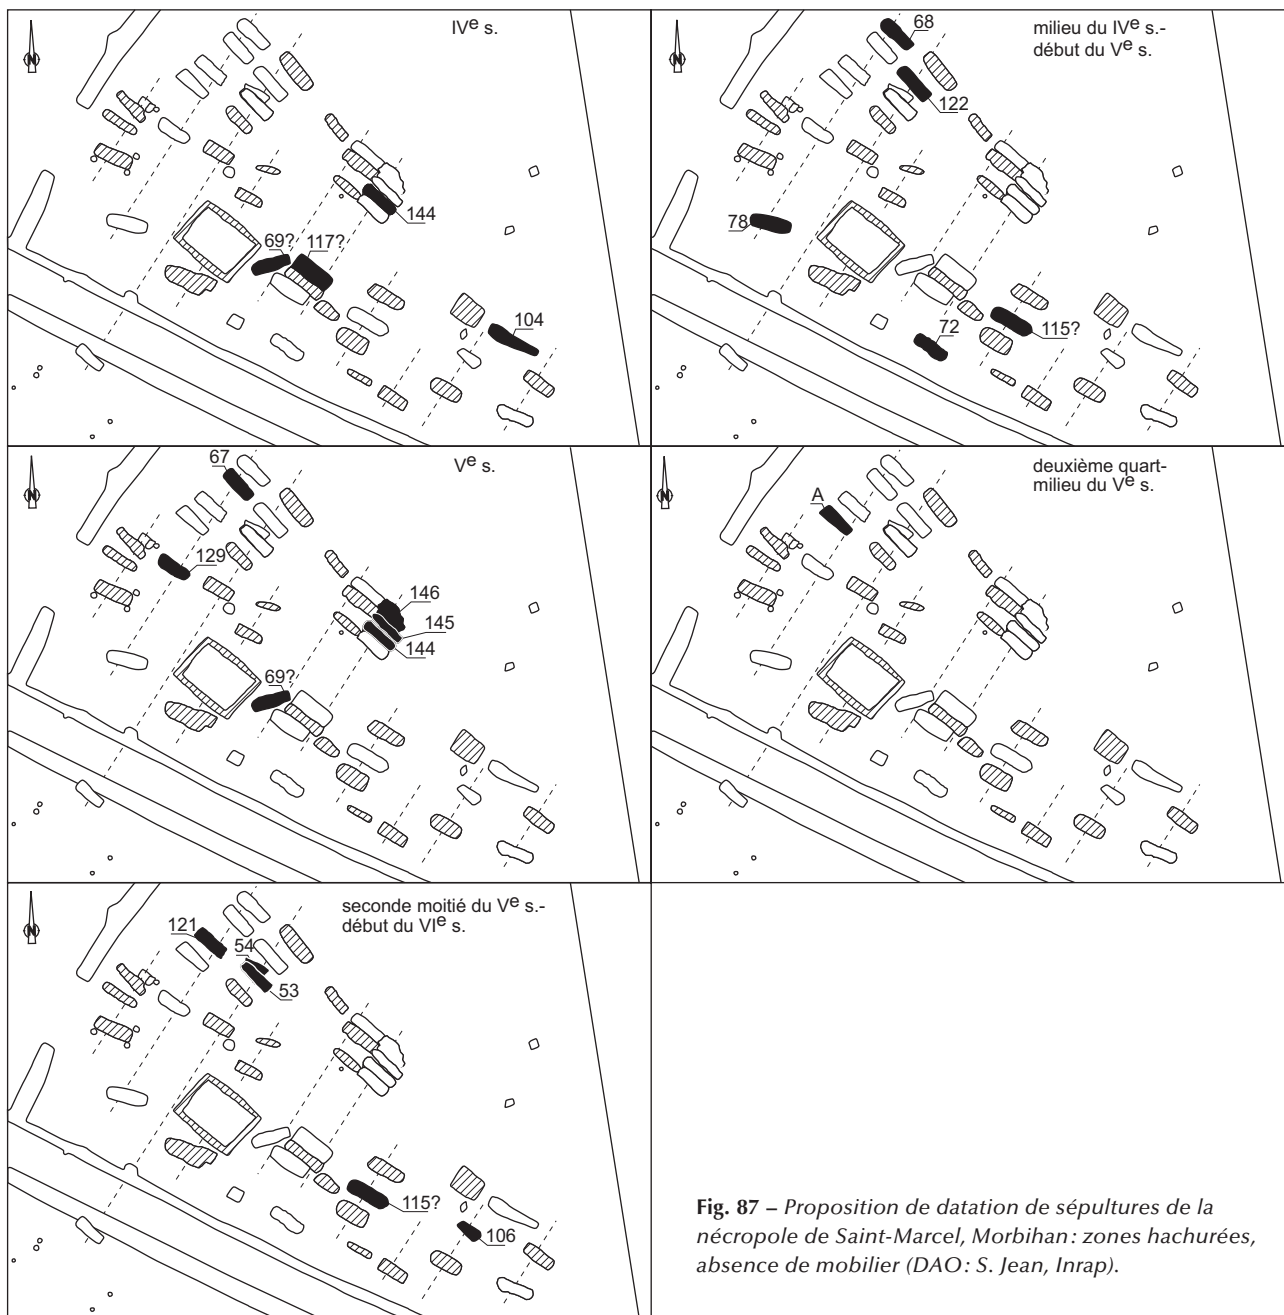 IVe s.
N
144
69?
117?
104
milieu du IVe s.-
début du Ve s.
N
68
122
78
72
115?
Ve s.
N
67
129
146
145
144
69?
deuxième quart-
milieu du Ve s.
N
A
seconde moitié du Ve s.-
début du VIe s.
N
121
54
53
115?
106
Fig. 87 – Proposition de datation de sépultures de la
nécropole de Saint-Marcel, Morbihan : zones hachurées,
absence de mobilier (DAO : S. Jean, Inrap).